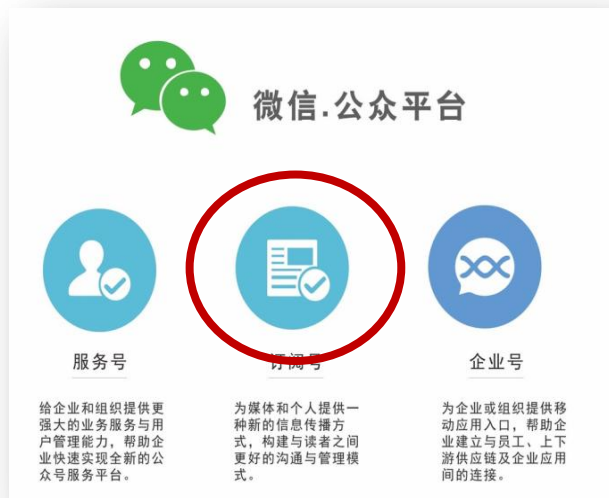 微信.公众平台
服务号
订阅号
企业号
给企业和组织提供更
强大的业务服务与用
户管理能力，帮助企
业快速实现全新的公
众号服务平台。
为媒体和个人提供一
种新的信息传播方
式，构建与读者之间
更好的沟通与管理模
式。
为企业或组织提供移
动应用入口，帮助企
业建立与员工、上下
游供应链及企业应用
间的连接。